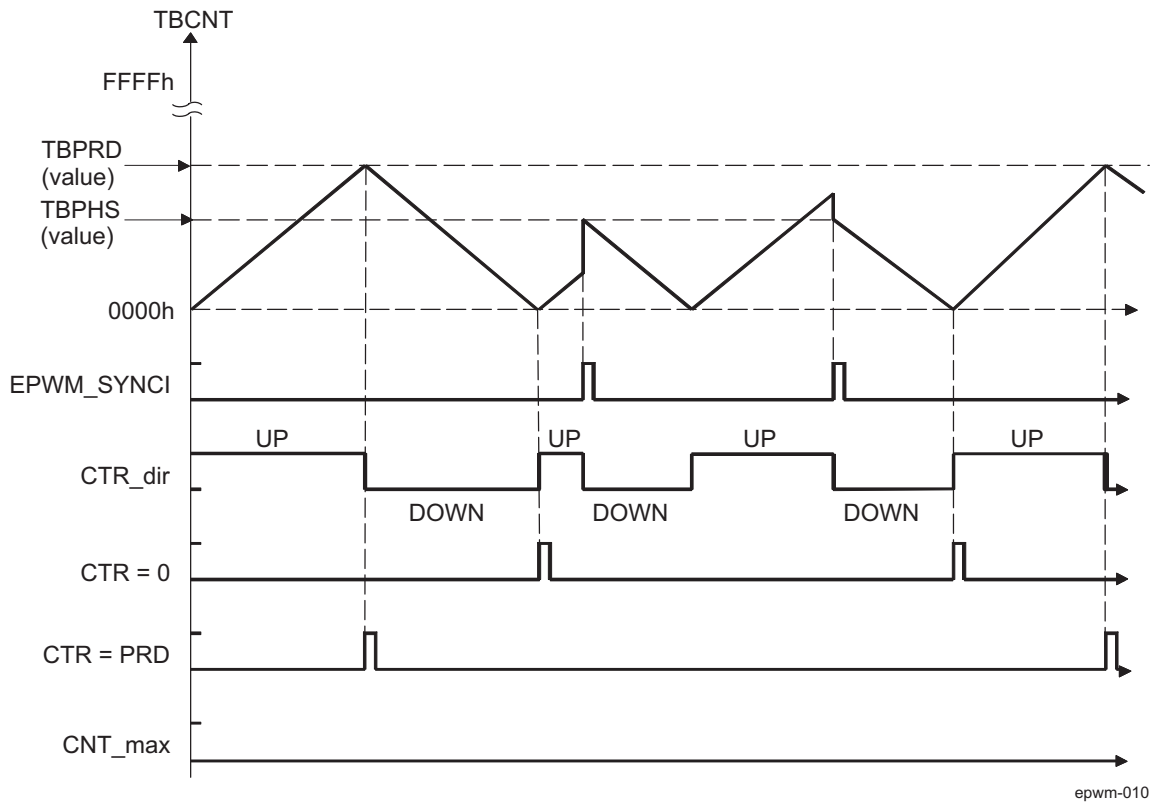 TBCNT
FFFFh
TBPRD
(value)
TBPHS
(value)
0000h
EPWM_SYNCI
UP
UP
UP
UP
CTR_dir
DOWN
DOWN
DOWN
CTR = 0
CTR = PRD
CNT_max
epwm-010